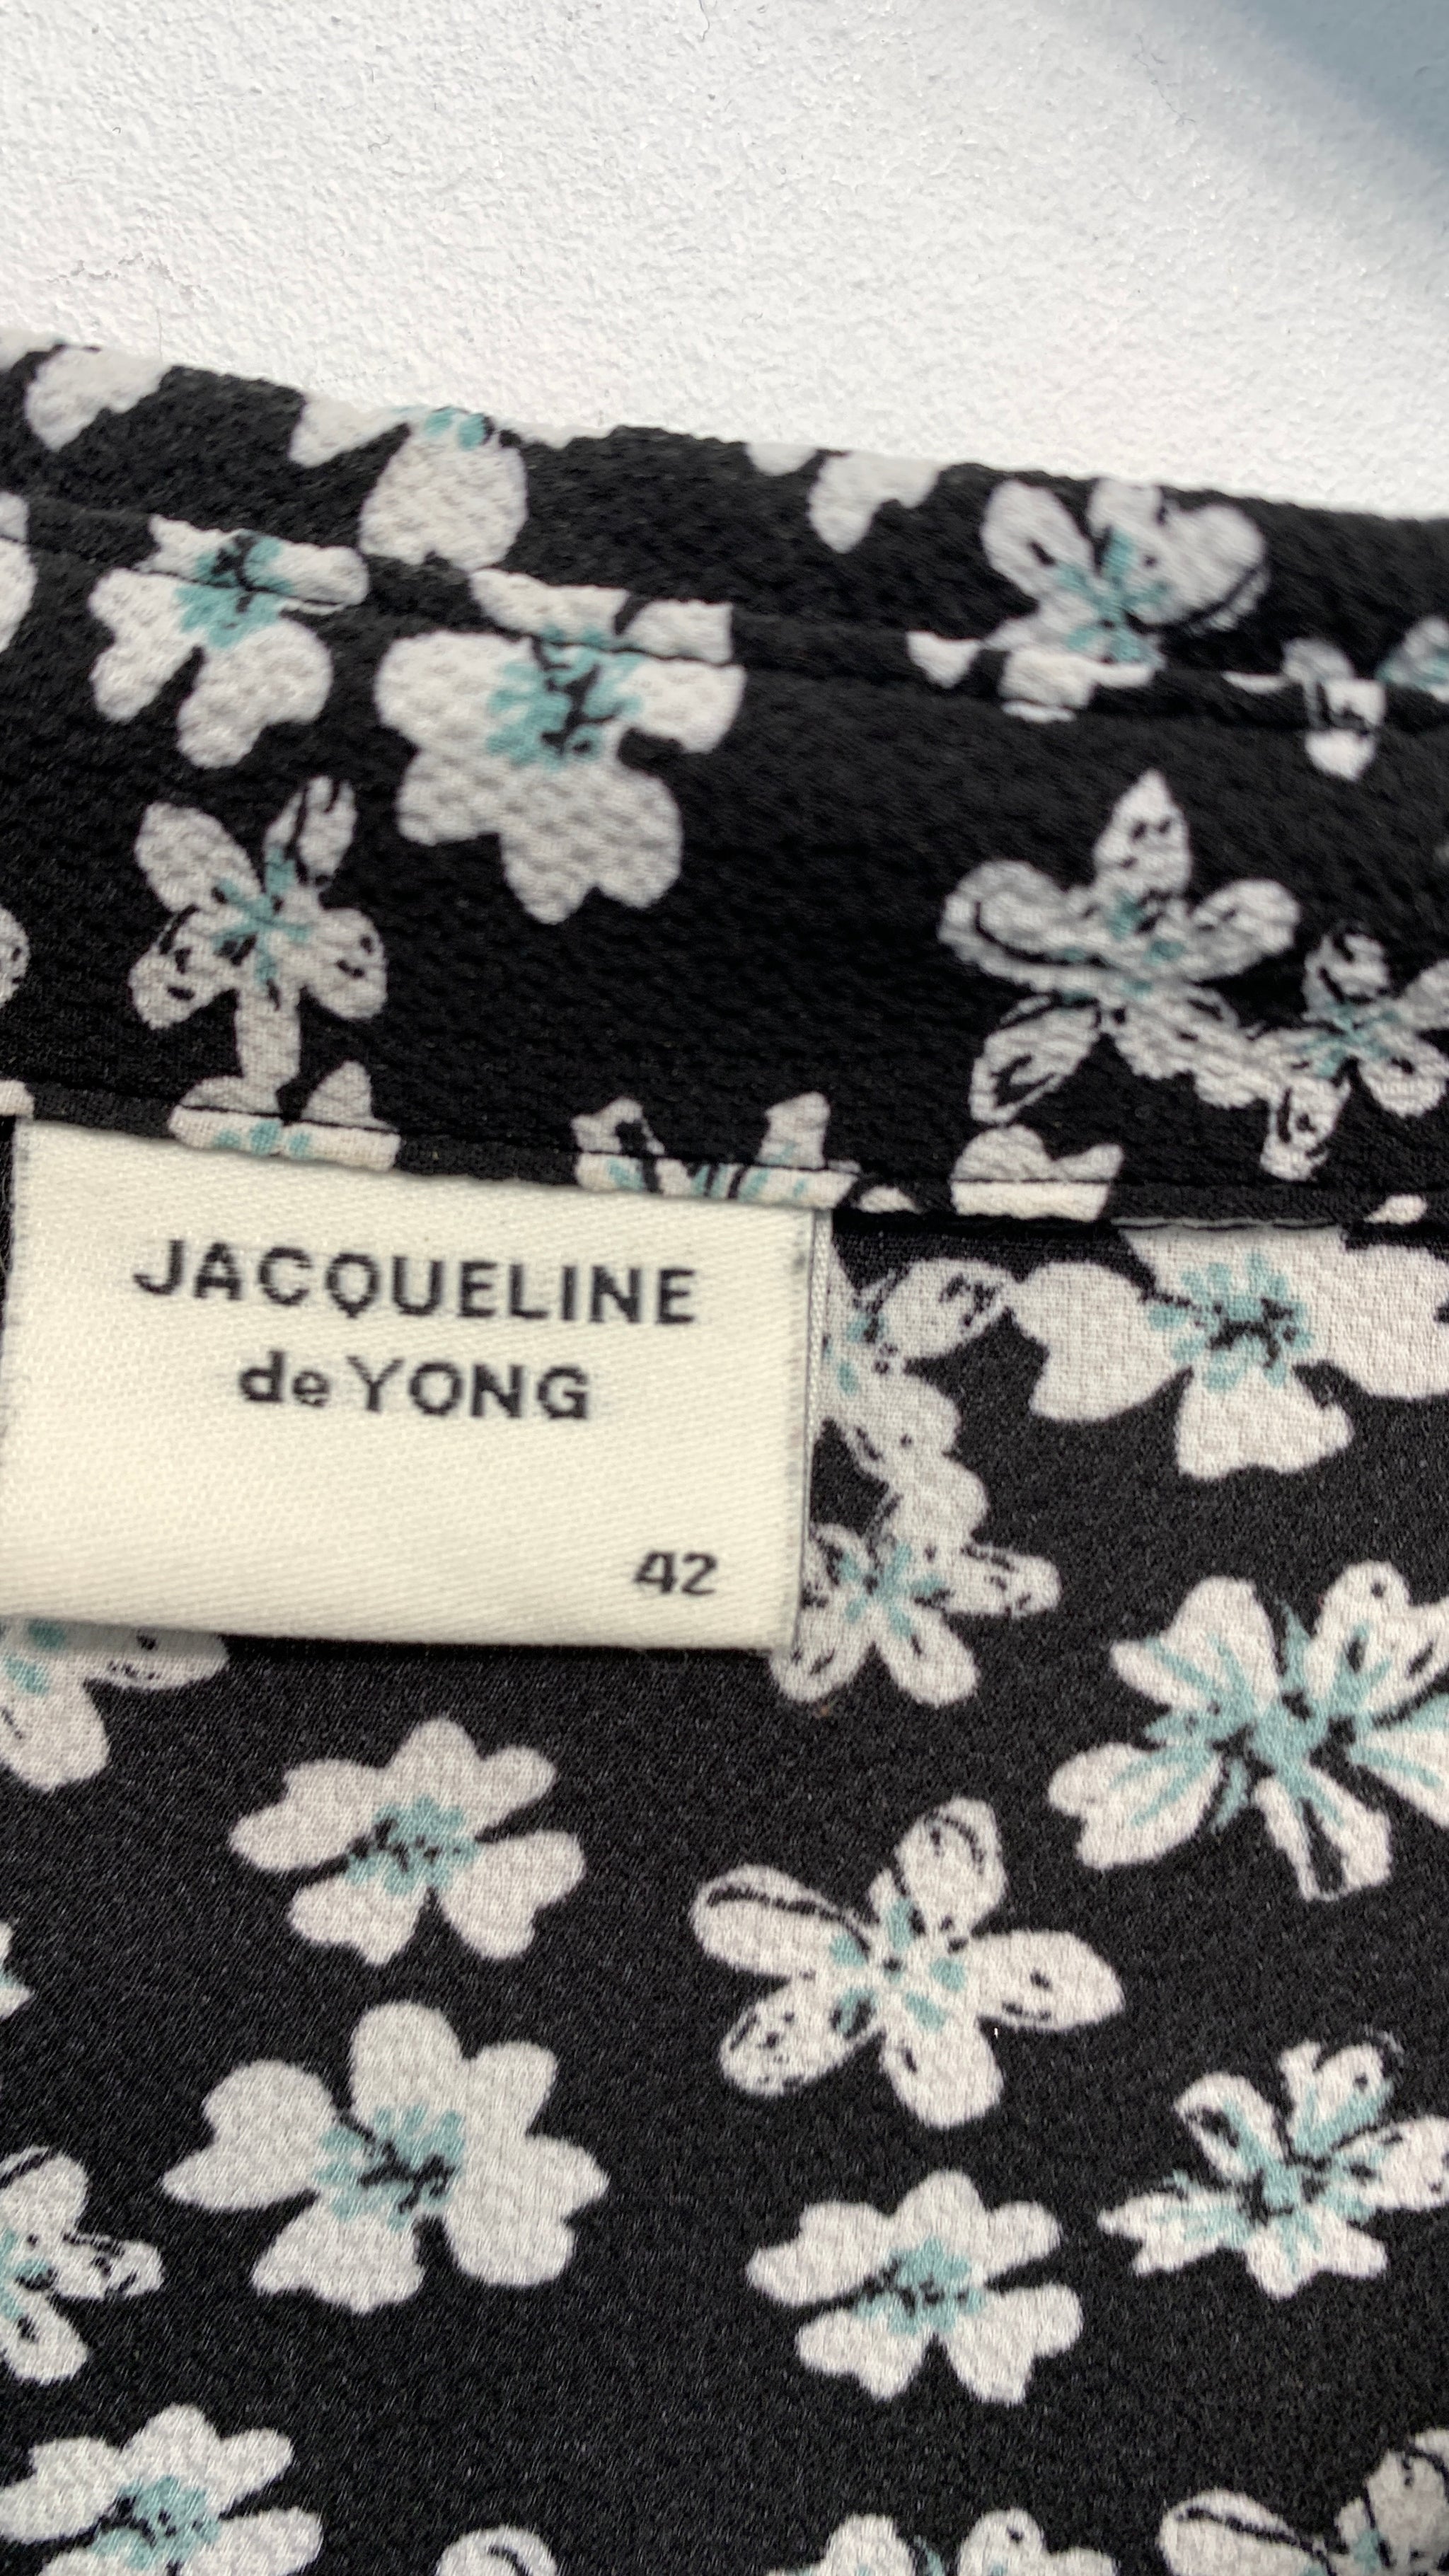 JACQUELINE
de YONG
42